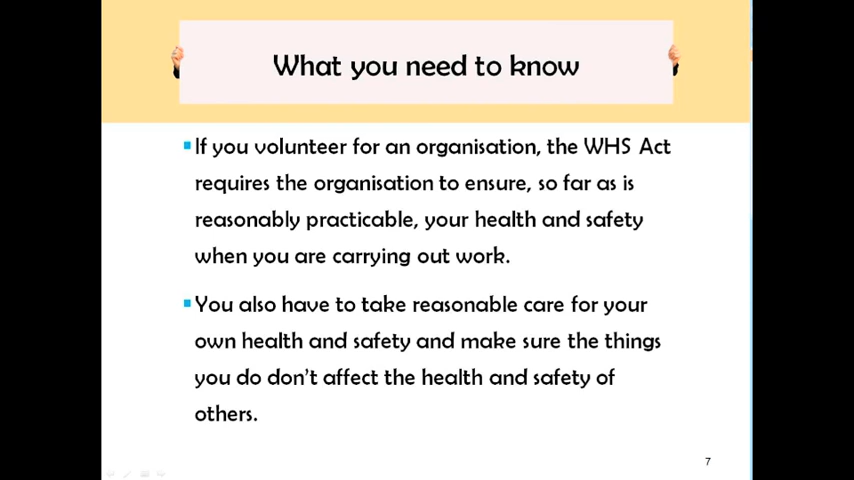 What you need to know
If you volunteer for an organisation, the WHS Act
requires the organisation to ensure, so far as is
reasonably practicable, your health and safety
when you are carrying out work.
You also have to take reasonable care for your
own health and safety and make sure the things
you do don't affect the health and safety of
others.
7